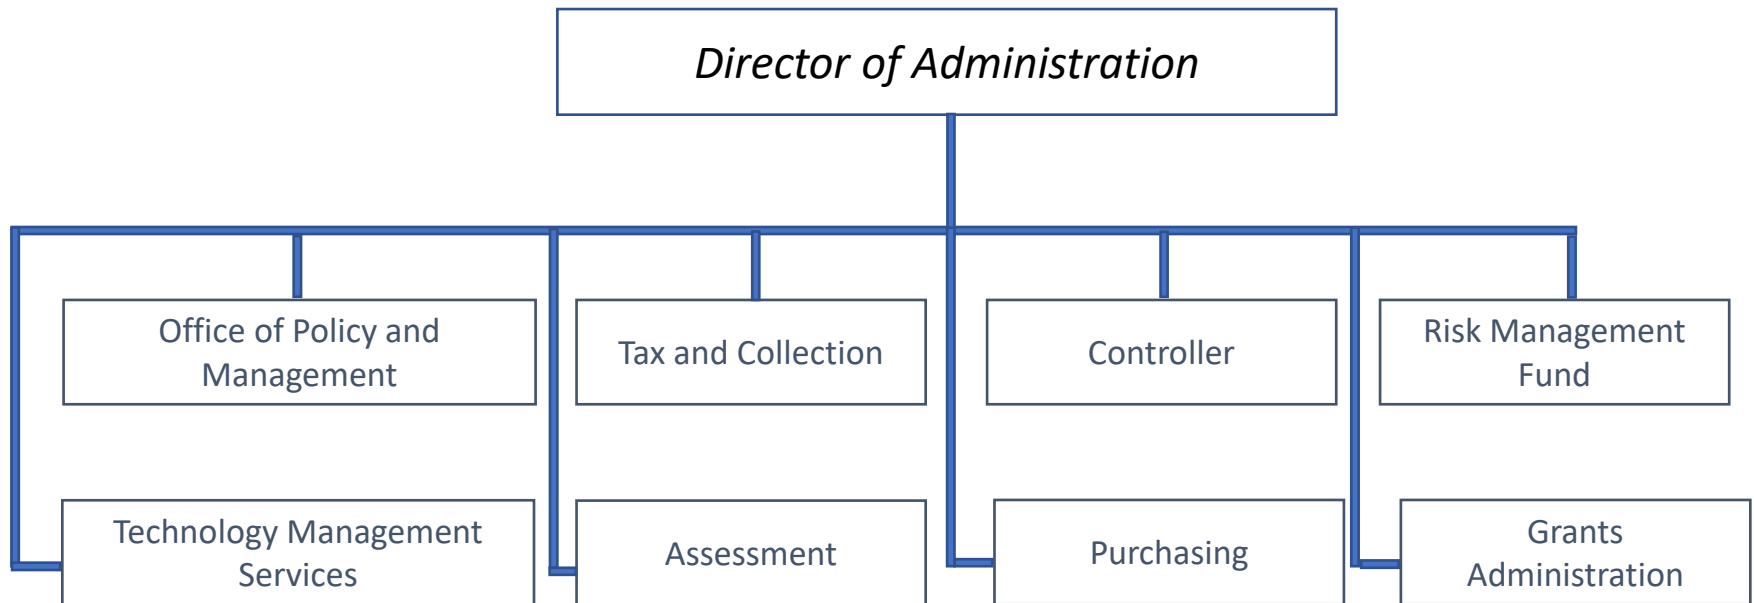 Director of Administration
Office of Policy and
Management
Tax and Collection
Controller
Risk Management
Fund
Technology Management
Services
Assessment
Purchasing
Grants
Administration